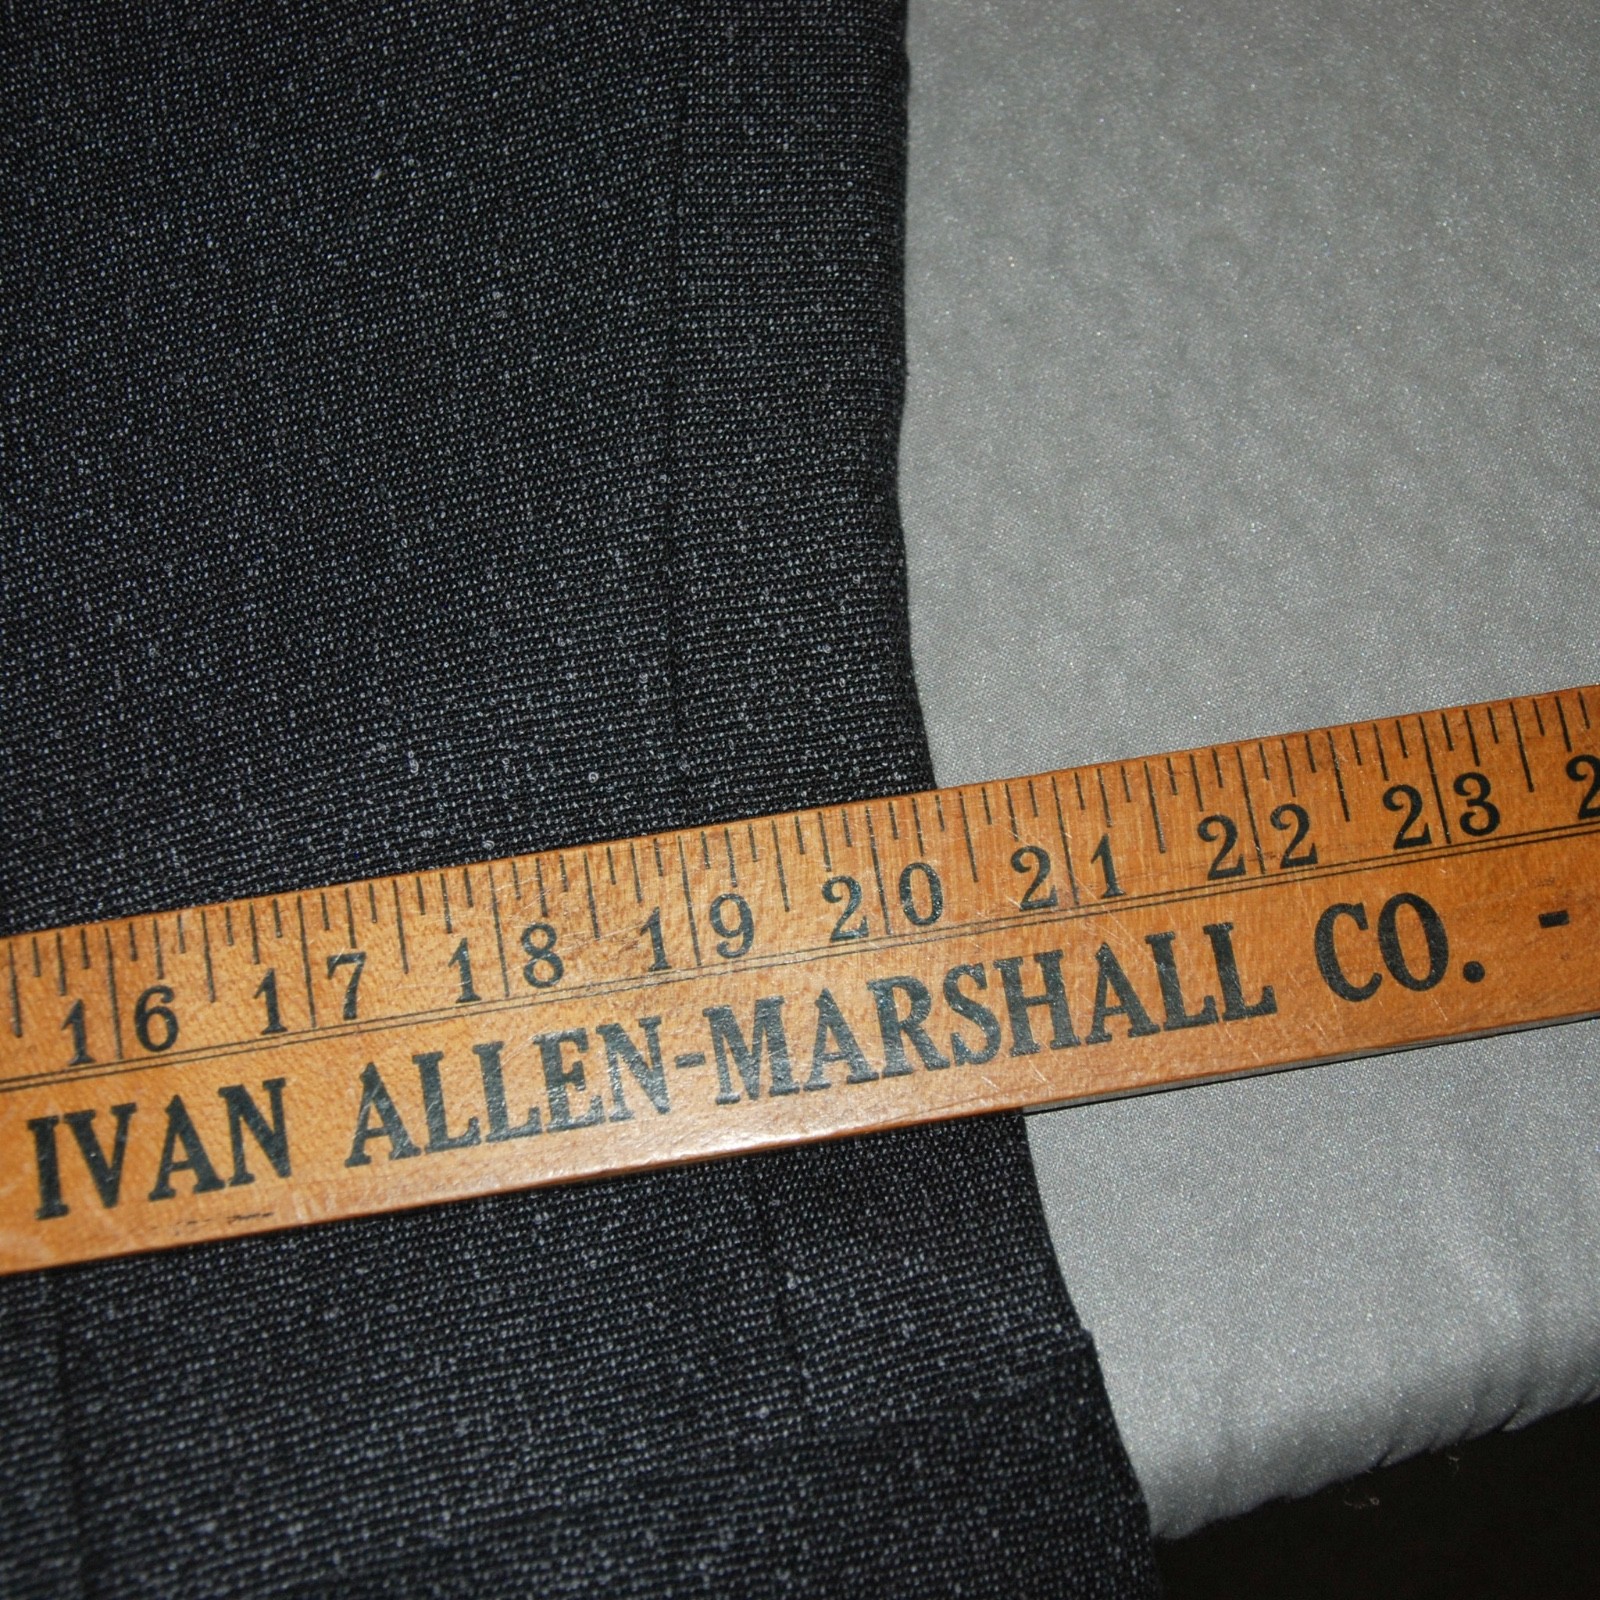 16 17 18 19 20 21 22 23
IVAN ALLEN-MARSHALL CO. -